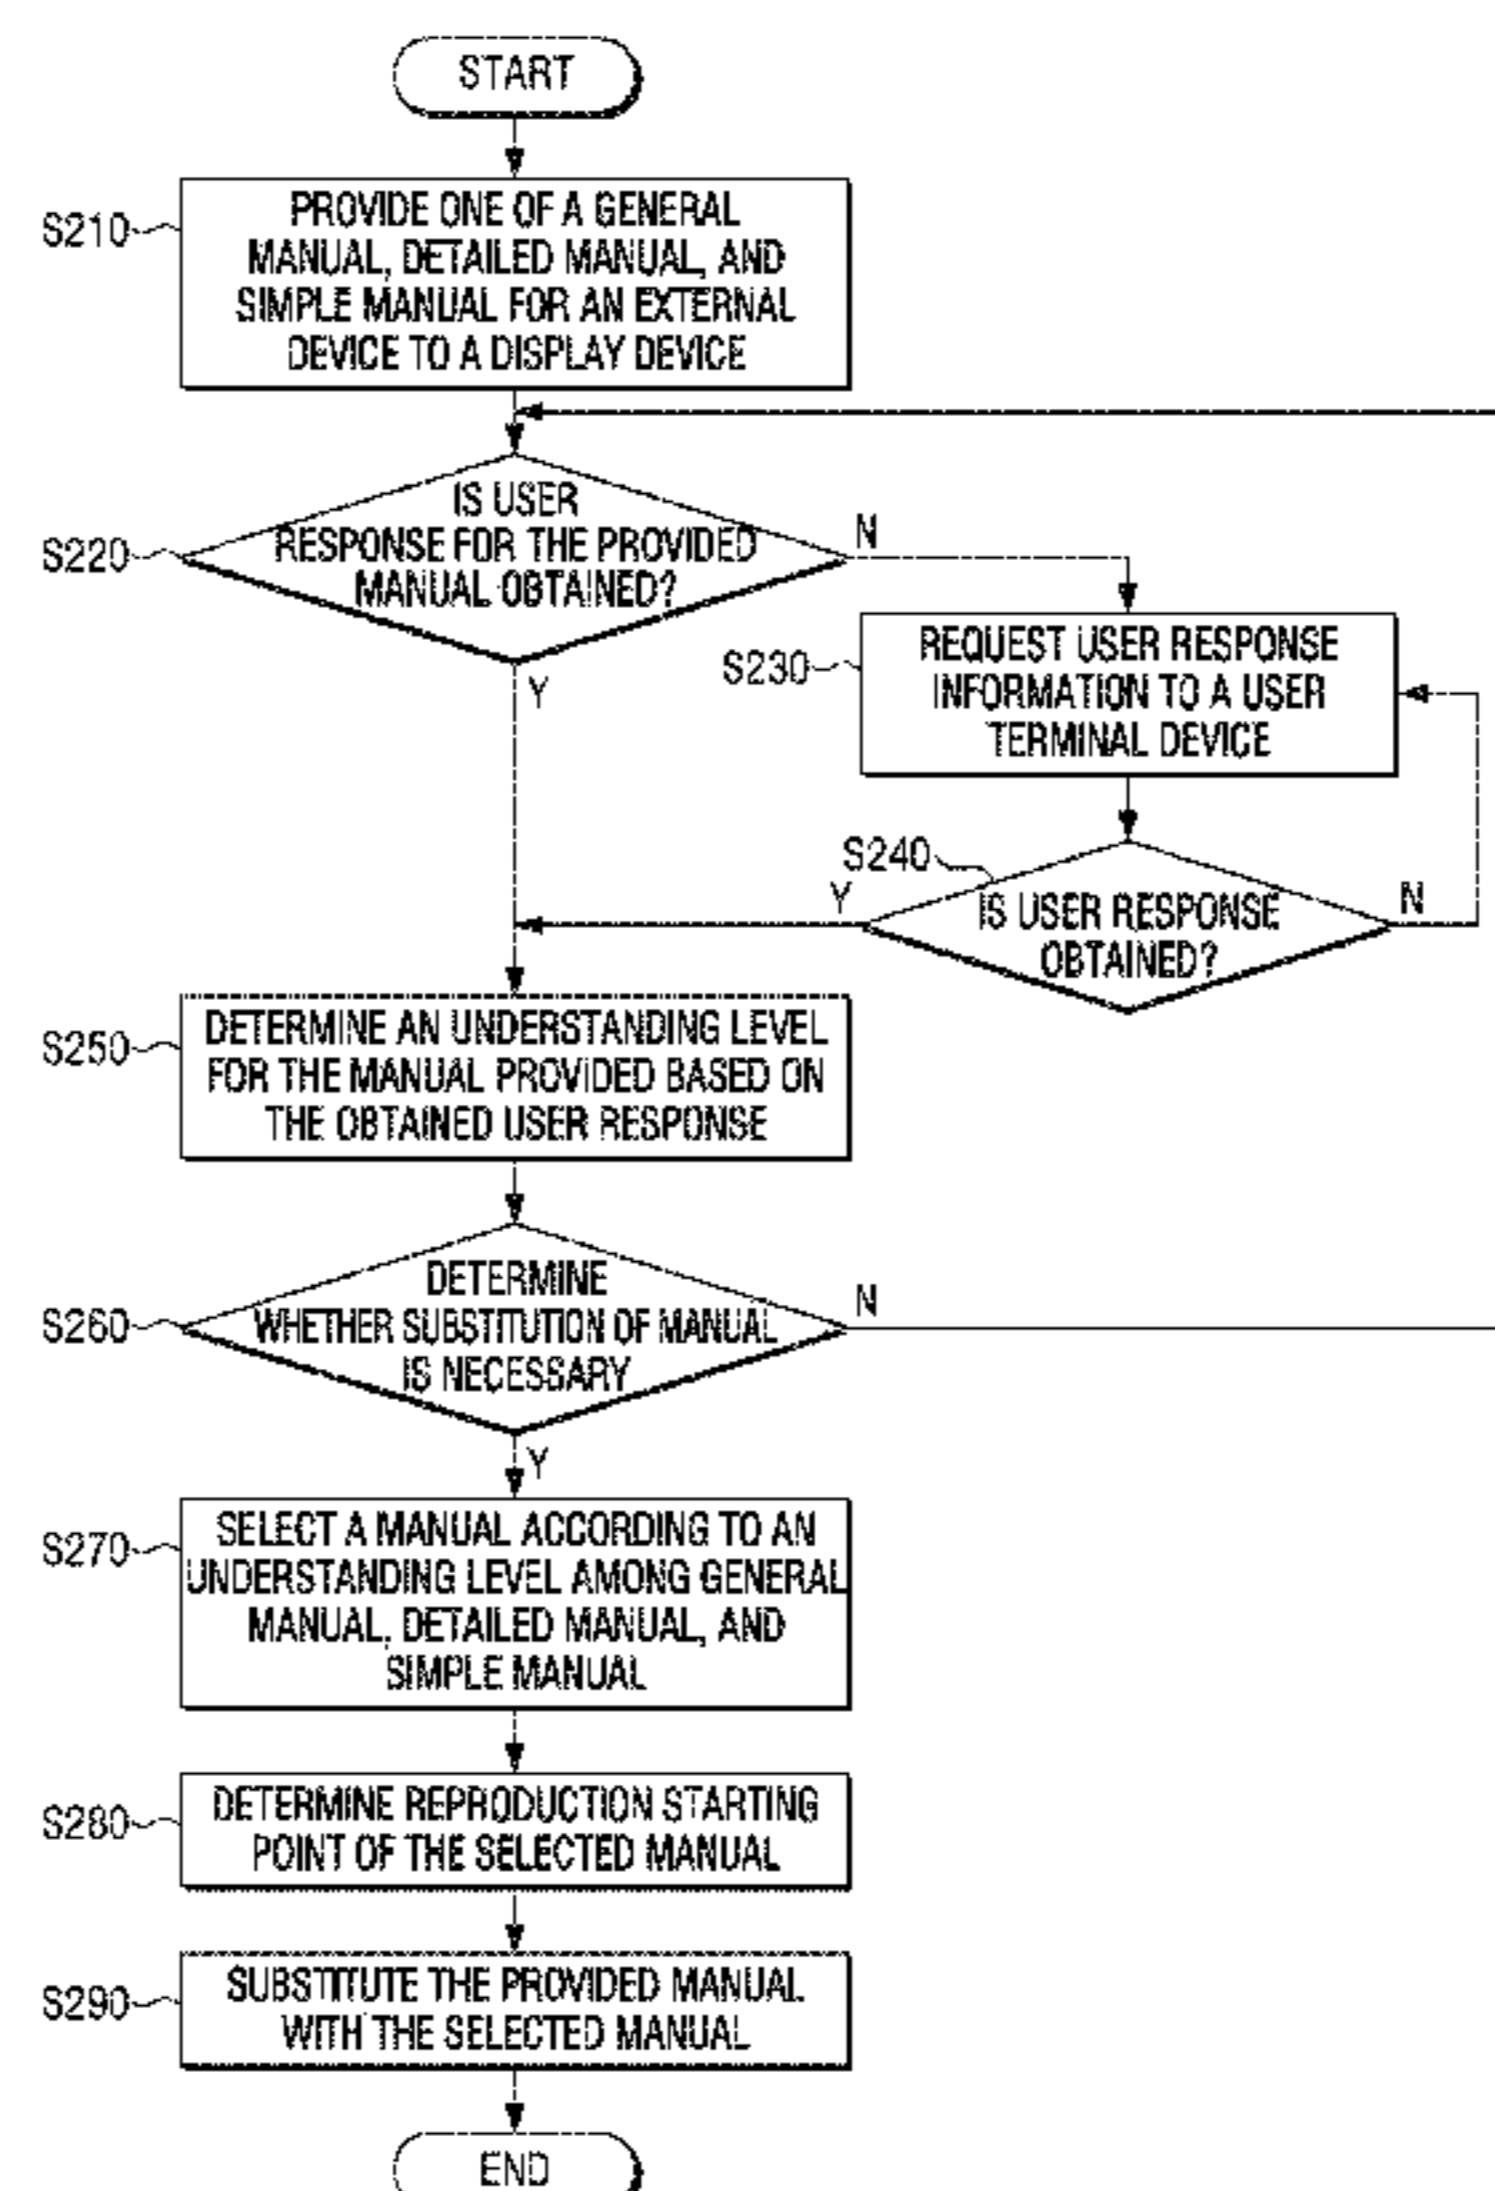 START
S210
PROVIDE ONE OF A GENERAL
MANUAL, DETAILED MANUAL, AND
SIMPLE MANUAL FOR AN EXTERNAL
DEVICE TO A DISPLAY DEVICE
S220
IS USER
RESPONSE FOR THE PROVIDED
MANUAL OBTAINED?
N
Y
S230
REQUEST USER RESPONSE
INFORMATION TO A USER
TERMINAL DEVICE
S240
IS USER RESPONSE
OBTAINED?
Y
N
S250
DETERMINE AN UNDERSTANDING LEVEL
FOR THE MANUAL PROVIDED BASED ON
THE OBTAINED USER RESPONSE
S260
DETERMINE
WHETHER SUBSTITUTION OF MANUAL
IS NECESSARY
N
Y
S270
SELECT A MANUAL ACCORDING TO AN
UNDERSTANDING LEVEL AMONG GENERAL
MANUAL, DETAILED MANUAL, AND
SIMPLE MANUAL
S280
DETERMINE REPRODUCTION STARTING
POINT OF THE SELECTED MANUAL
S290
SUBSTITUTE THE PROVIDED MANUAL
WITH THE SELECTED MANUAL
END